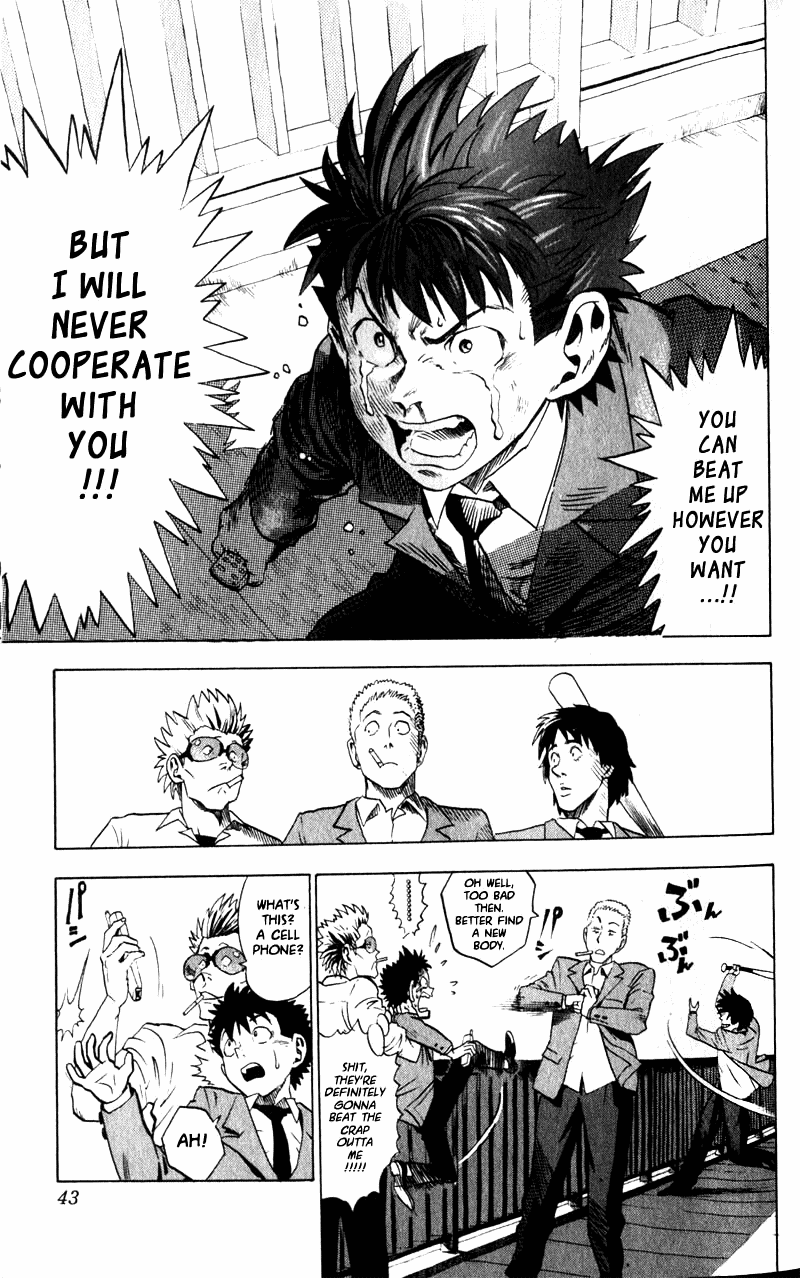 YOU
CAN
BEAT
ME UP
HOWEVER
YOU
WANT
...!!
BUT
I WILL
NEVER
COOPERATE
WITH
YOU
!!!
ぶん
ぶん
OH WELL,
TOO BAD
THEN.
BETTER FIND
A NEW
BODY.
SHIT,
THEY'RE
DEFINITELY
GONNA
BEAT THE
CRAP
OUTTA
ME
!!!!!
WHAT'S
THIS?
A CELL
PHONE?
AH!
43